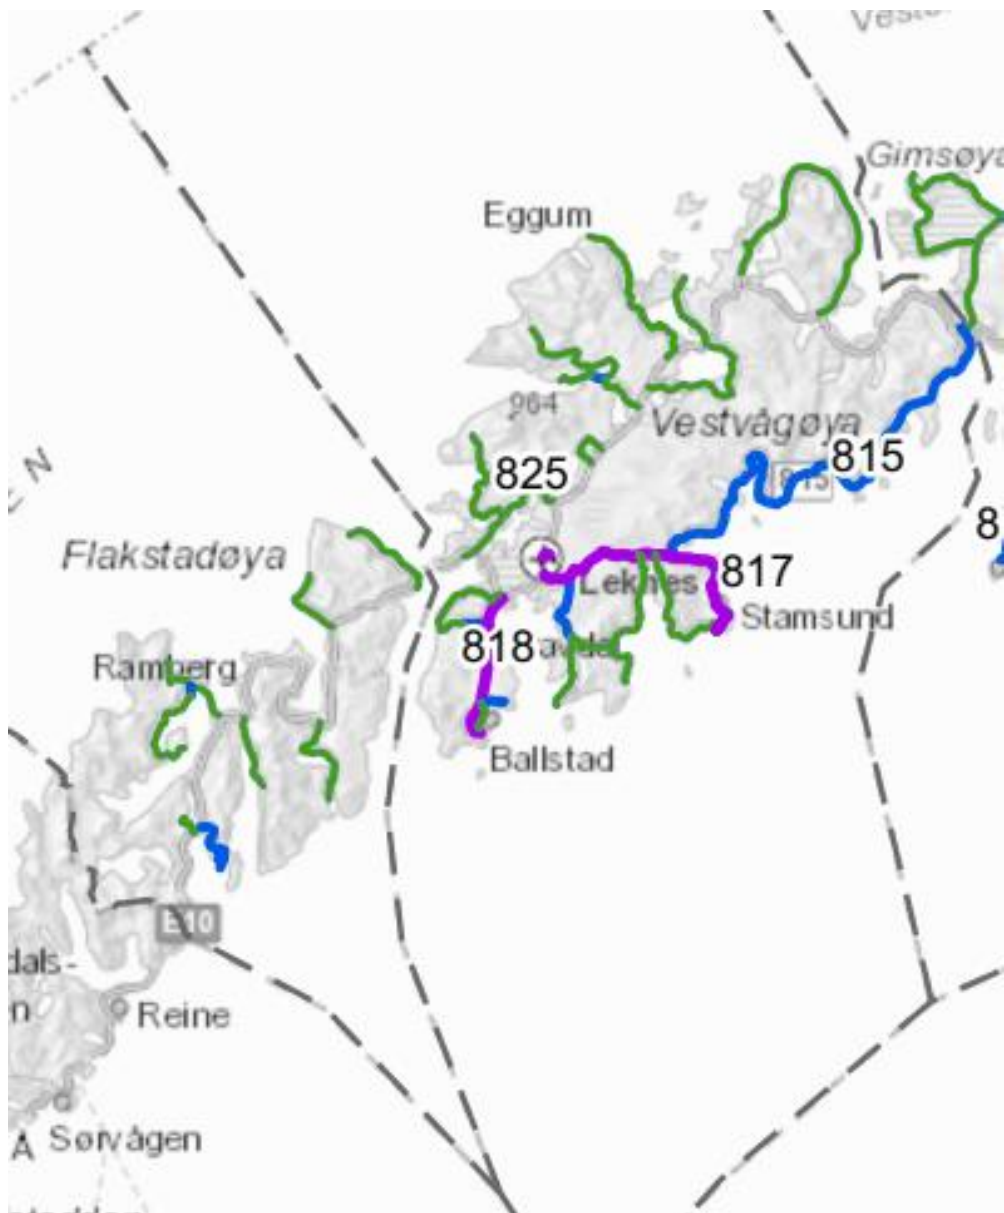 Gimsøya
Eggum
964
Vestvågøya
825
815
Flakstadøya
Leknes
817
Stamsund
818
Ramberg
Ballstad
E10
Reine
Sørvågen